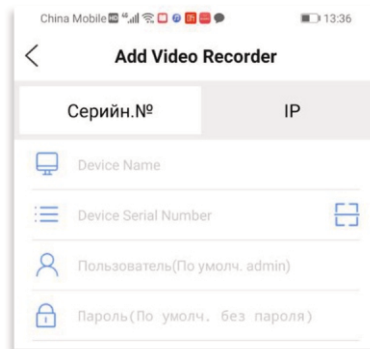 China Mobile 13:36
Add Video Recorder
Серийн.№ IP
Device Name
Device Serial Number
Пользователь(По умолч. admin)
Пароль(По умолч. без пароля)